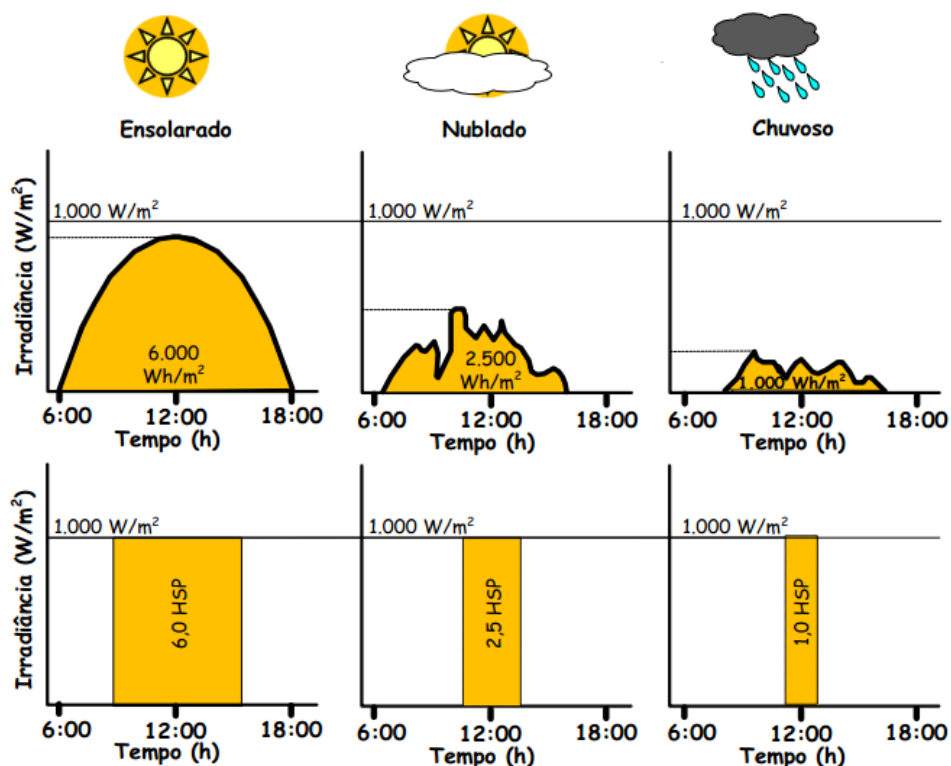 Ensolarado
Nublado
Chuvoso
Irradiância (W/m²)
1.000 W/m²
1.000 W/m²
1.000 W/m²
6.000
Wh/m²
2.500
Wh/m²
1.000 Wh/m²
6:00 12:00 18:00
6:00 12:00 18:00
6:00 12:00 18:00
Tempo (h)
Tempo (h)
Tempo (h)
Irradiância (W/m²)
1.000 W/m²
1.000 W/m²
1.000 W/m²
6,0 HSP
2,5 HSP
1,0 HSP
6:00 12:00 18:00
6:00 12:00 18:00
6:00 12:00 18:00
Tempo (h)
Tempo (h)
Tempo (h)